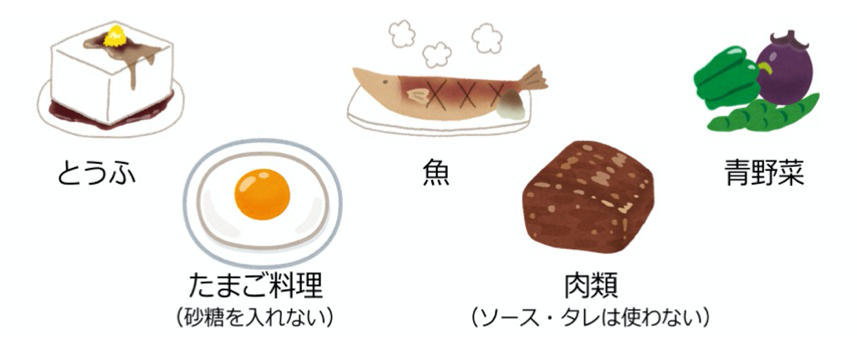 とうふ
魚
青野菜
たまご料理
(砂糖を入れない)
肉類
(ソース・タレは使わない)